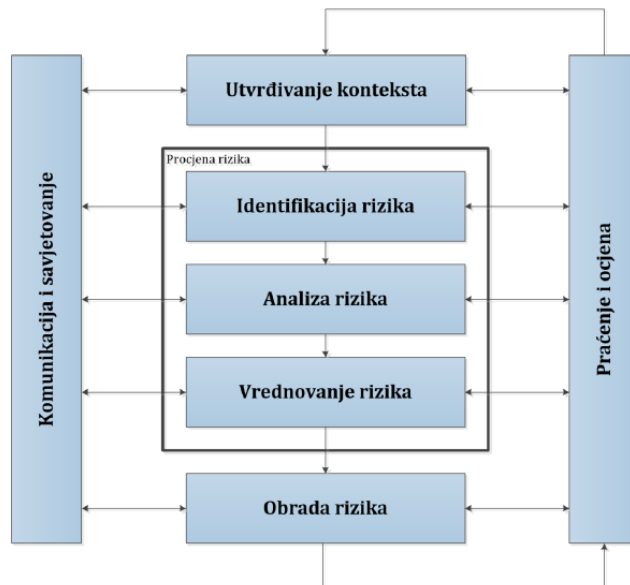 Utvrđivanje konteksta
Procjena rizika
Identifikacija rizika
Analiza rizika
Vrednovanje rizika
Obrada rizika
Komunikacija i savjetovanje
Praćenje i ocjena